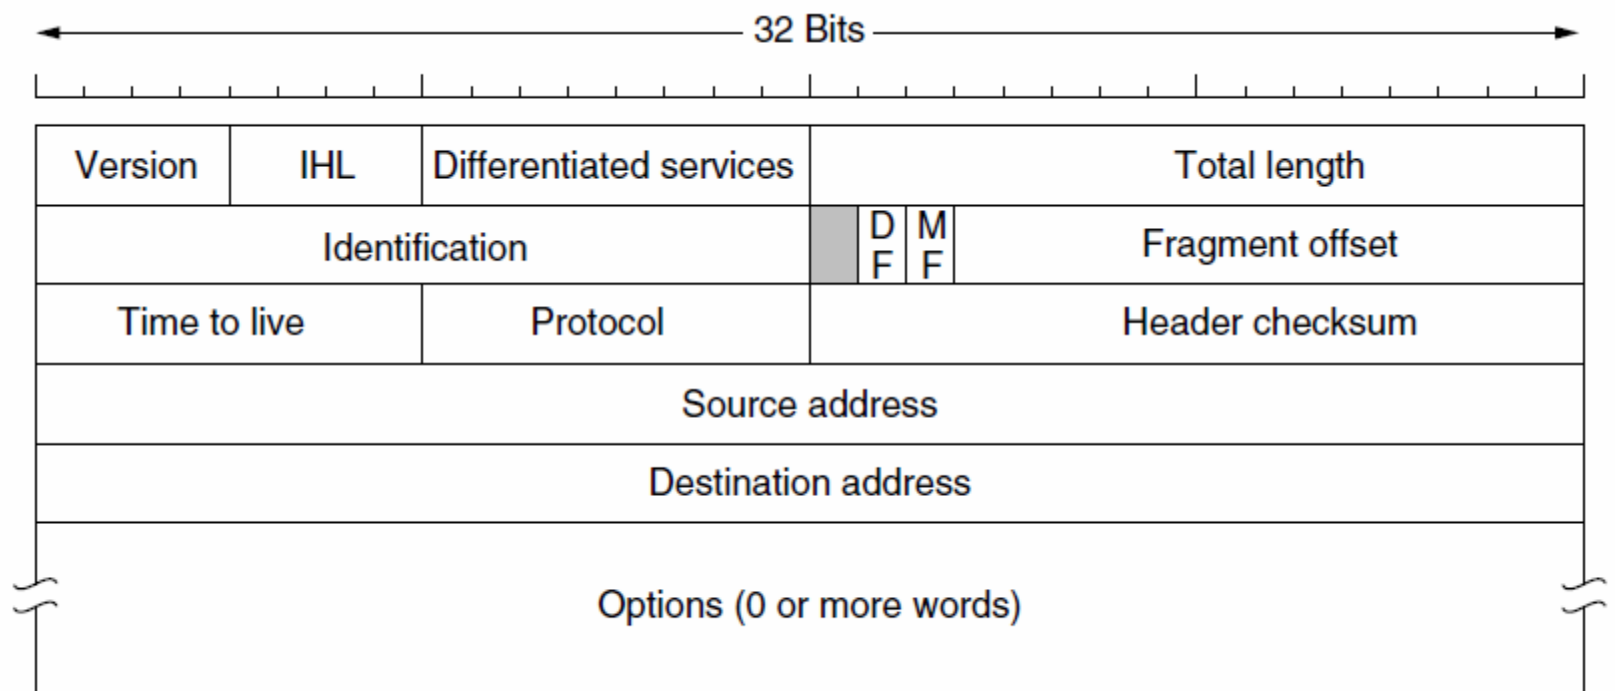 32 Bits
Version IHL Differentiated services Total length
Identification D F M F Fragment offset
Time to live Protocol Header checksum
Source address
Destination address
Options (0 or more words)